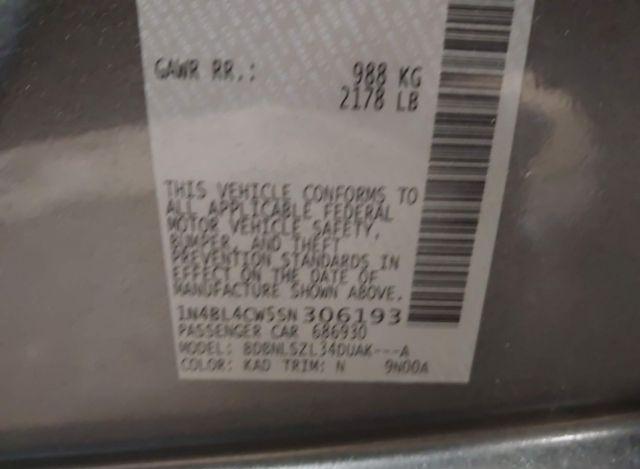 GAWR RR.: 988 KG
2178 LB
THIS VEHICLE CONFORMS TO
ALL APPLICABLE FEDERAL
MOTOR VEHICLE SAFETY,
BUMPER, AND THEFT
PREVENTION STANDARDS IN
EFFECT ON THE DATE OF
MANUFACTURE SHOWN ABOVE.
1N4BL4CW5SN306193
PASSENGER CAR 686930
MODEL: BDBNLSZL34DUAK---A
COLOR: KAD TRIM: N 9N00A